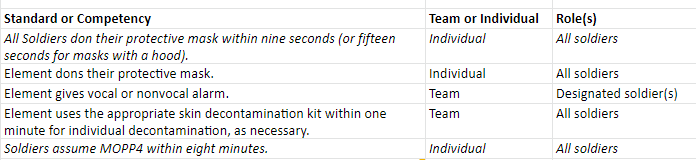 Standard or Competency Team or Individual Role(s)
All Soldiers don their protective mask within nine seconds (or fifteen Individual All soldiers
seconds for masks with a hood).
Element dons their protective mask. Individual All soldiers
Element gives vocal or nonvocal alarm. Team Designated soldier(s)
Element uses the appropriate skin decontamination kit within one Team All soldiers
minute for individual decontamination, as necessary.
Soldiers assume MOPP4 within eight minutes. Individual All soldiers